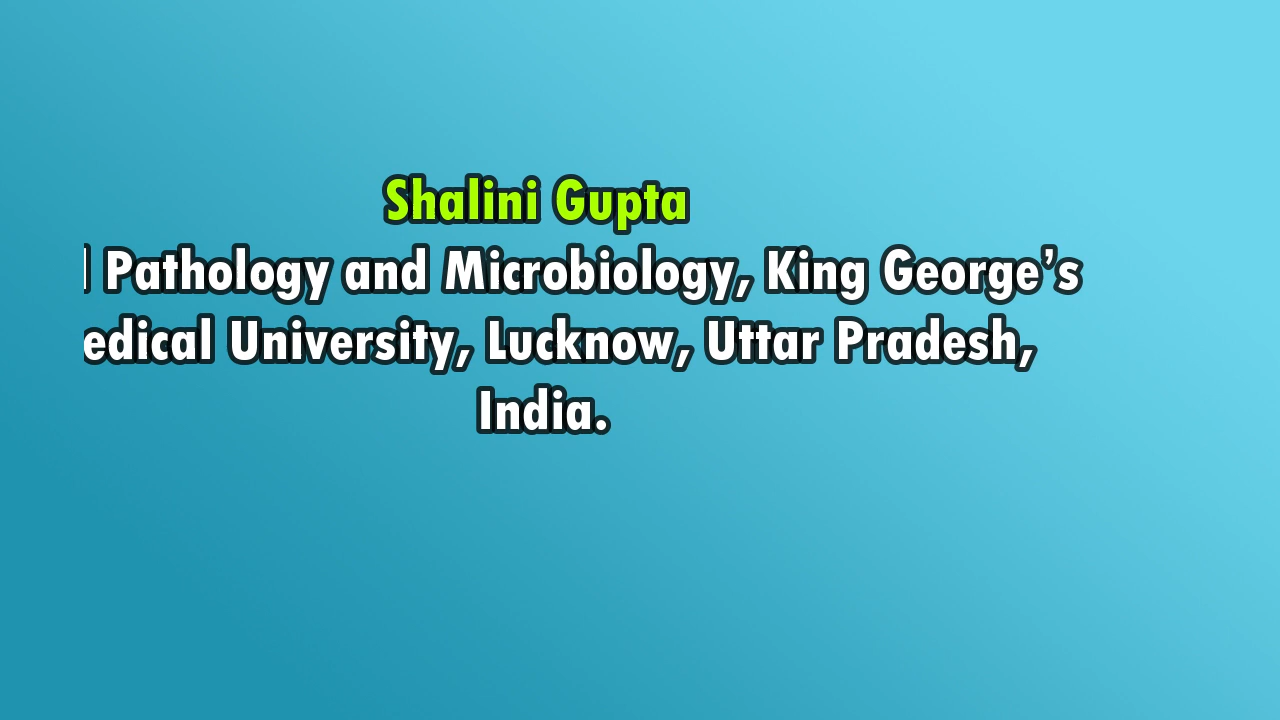 Shalini Gupta
Pathology and Microbiology, King George’s
edical University, Lucknow, Uttar Pradesh,
India.